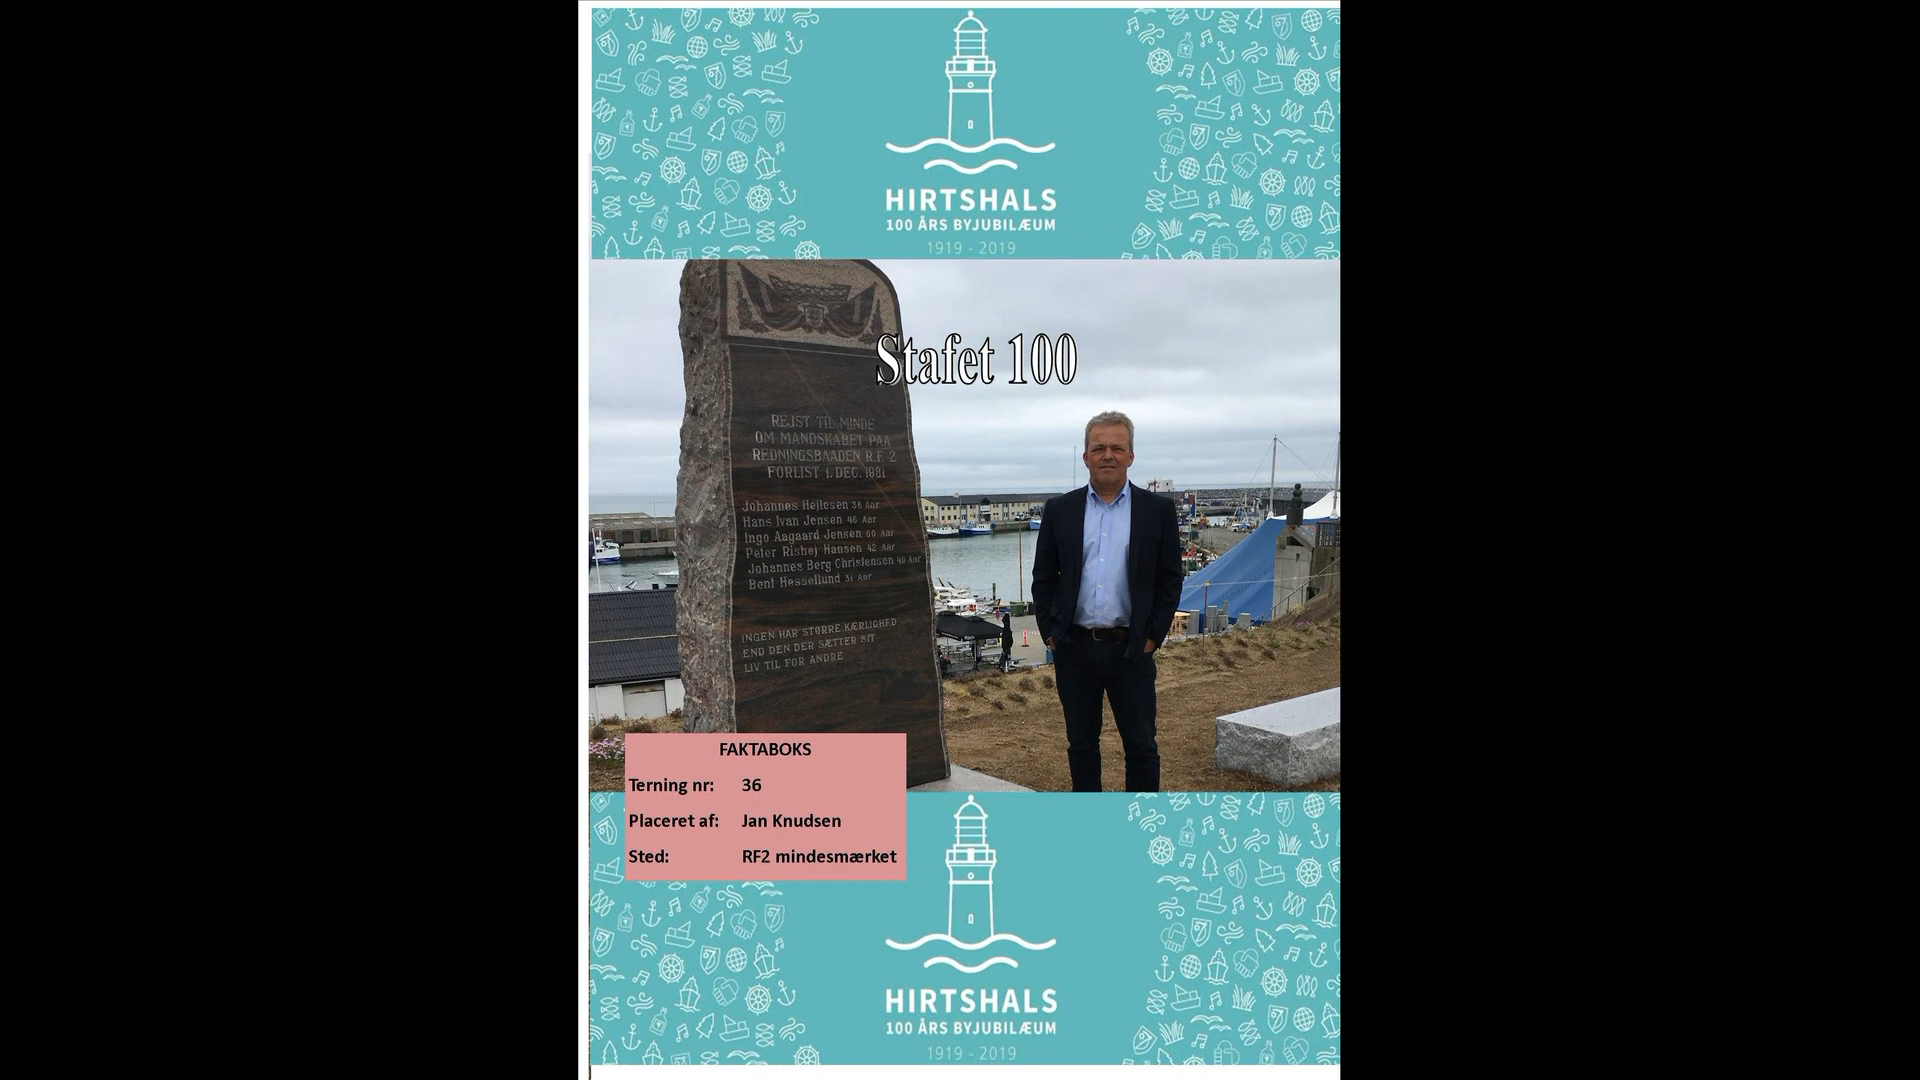 HIRTSHALS
100 ÅRS BYJUBILÆUM
1919 - 2019
Stafet 100
REJST TIL MINDE
OM MANDSKABET PAA
REDNINGSBAADEN R.F. 2
FORLIST 1. DEC. 1981
Johannes Hejlesen 36 Aar
Hans Ivan Jensen 46 Aar
Ingo Aagaard Jensen 60 Aar
Peter Rishøj Hansen 42 Aar
Johannes Berg Christensen 49 Aar
Bent Hessellund 31 Aar
INGEN HAR STØRRE KÆRLIGHED
END DEN DER SÆTTER SIT
LIV TIL FOR ANDRE
FAKTABOKS
Terning nr: 36
Placeret af: Jan Knudsen
Sted: RF2 mindesmærket
HIRTSHALS
100 ÅRS BYJUBILÆUM
1919 - 2019